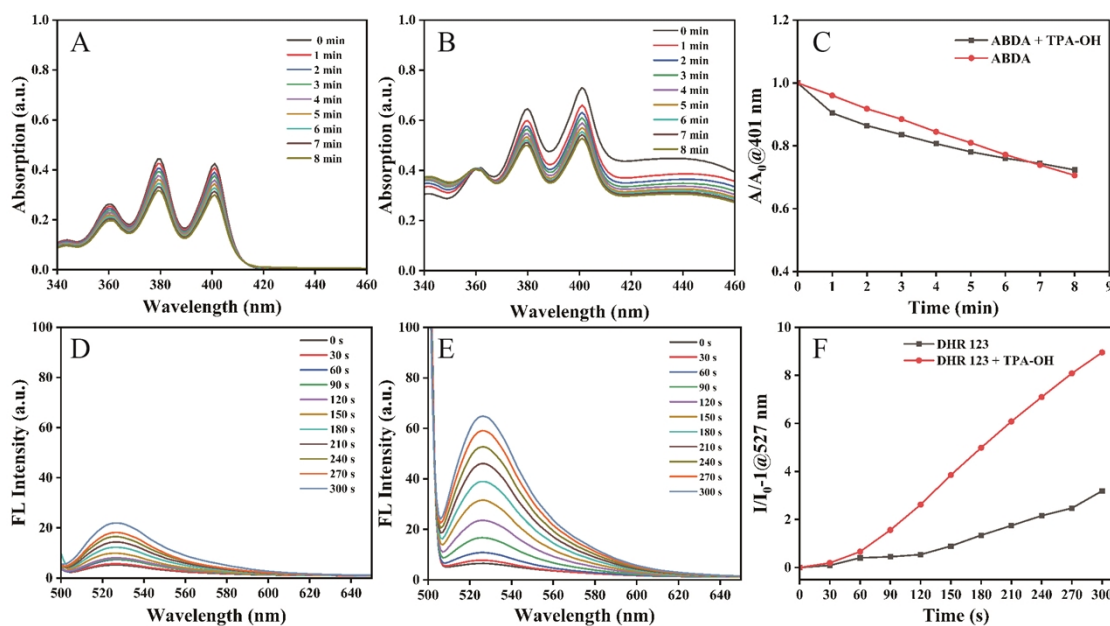 A
1.0
0.8
0.6
0.4
0.2
0.0
Absorption (a.u.)
340 360 380 400 420 440 460
Wavelength (nm)
0 min
1 min
2 min
3 min
4 min
5 min
6 min
7 min
8 min
B
1.0
0.8
0.6
0.4
0.2
0.0
Absorption (a.u.)
340 360 380 400 420 440 460
Wavelength (nm)
0 min
1 min
2 min
3 min
4 min
5 min
6 min
7 min
8 min
C
1.2
1.0
0.8
0.6
0.4
A/A₀@401 nm
0 1 2 3 4 5 6 7 8 9
Time (min)
ABDA + TPA-OH
ABDA
D
100
80
60
40
20
0
FL Intensity (a.u.)
500 520 540 560 580 600 620 640
Wavelength (nm)
0 s
30 s
60 s
90 s
120 s
150 s
180 s
210 s
240 s
270 s
300 s
E
100
80
60
40
20
0
FL Intensity (a.u.)
500 520 540 560 580 600 620 640
Wavelength (nm)
0 s
30 s
60 s
90 s
120 s
150 s
180 s
210 s
240 s
270 s
300 s
F
10
8
6
4
2
0
I/I₀-1@527 nm
0 30 60 90 120 150 180 210 240 270 300
Time (s)
DHR 123
DHR 123 + TPA-OH